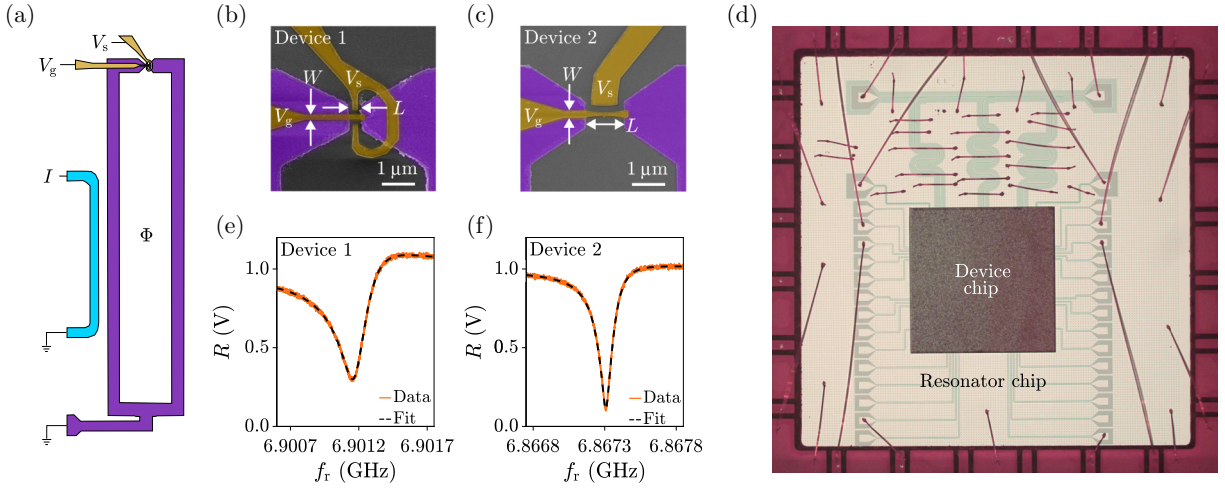 (a)
V_s
V_g
I
Φ
(b)
Device 1
W
V_s
L
V_g
1 μm
(c)
Device 2
W
V_s
V_g
L
1 μm
(d)
Device
chip
Resonator chip
(e)
Device 1
R (V)
1.0
0.5
0.0
Data
Fit
6.9007 6.9012 6.9017
f_r (GHz)
(f)
Device 2
R (V)
1.0
0.5
0.0
Data
Fit
6.8668 6.8673 6.8678
f_r (GHz)